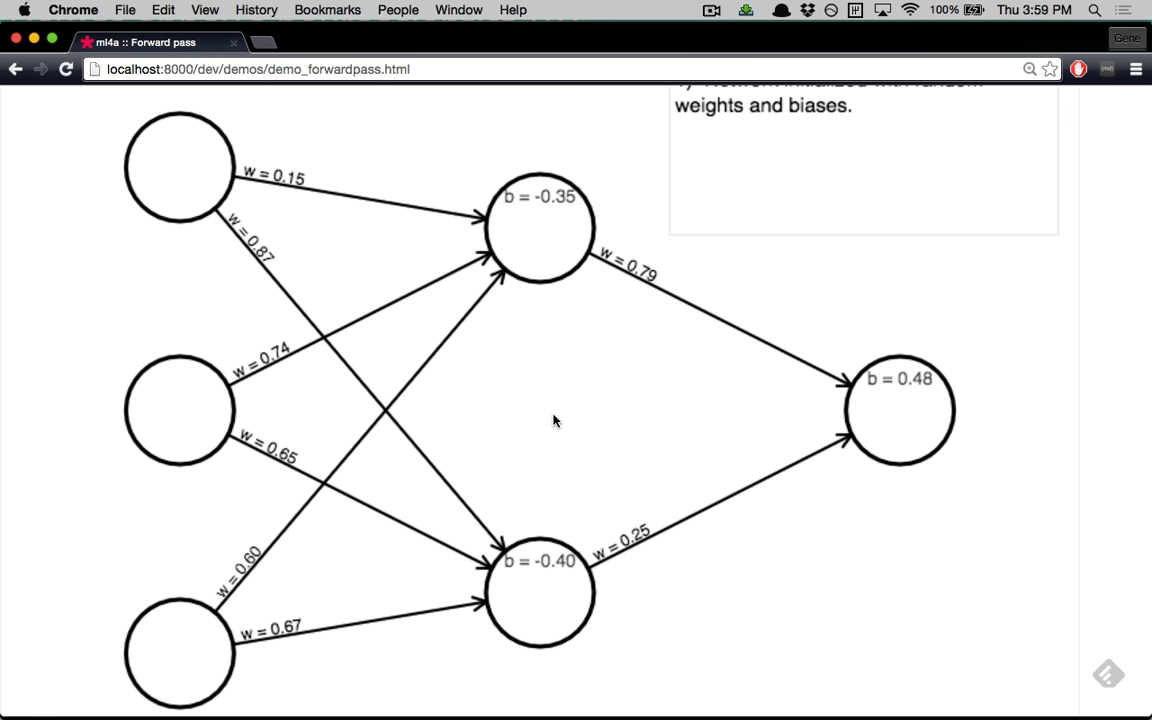 Chrome File Edit View History Bookmarks People Window Help 100% Thu 3:59 PM
ml4a :: Forward pass
Gene
localhost:8000/dev/demos/demo_forwardpass.html
weights and biases.
w = 0.15
b = -0.35
w = 0.87
w = 0.79
w = 0.74
b = 0.48
w = 0.65
w = 0.25
w = 0.60
b = -0.40
w = 0.67